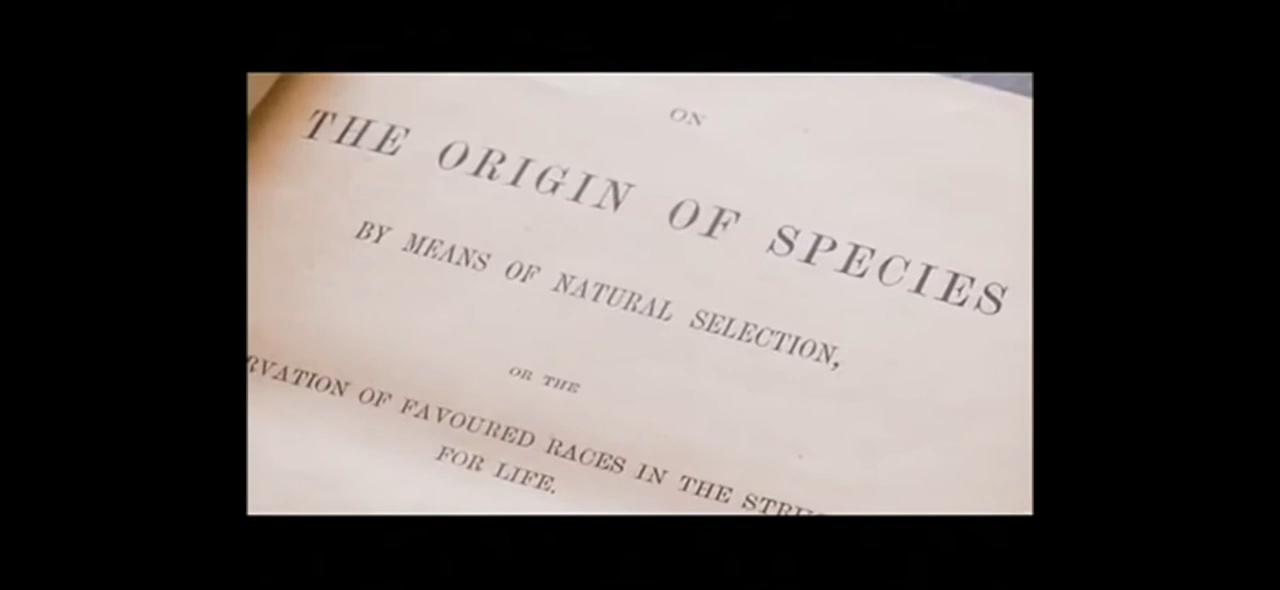 ON
THE ORIGIN OF SPECIES
BY MEANS OF NATURAL SELECTION,
OR THE
RVATION OF FAVOURED RACES IN THE
FOR LIFE.